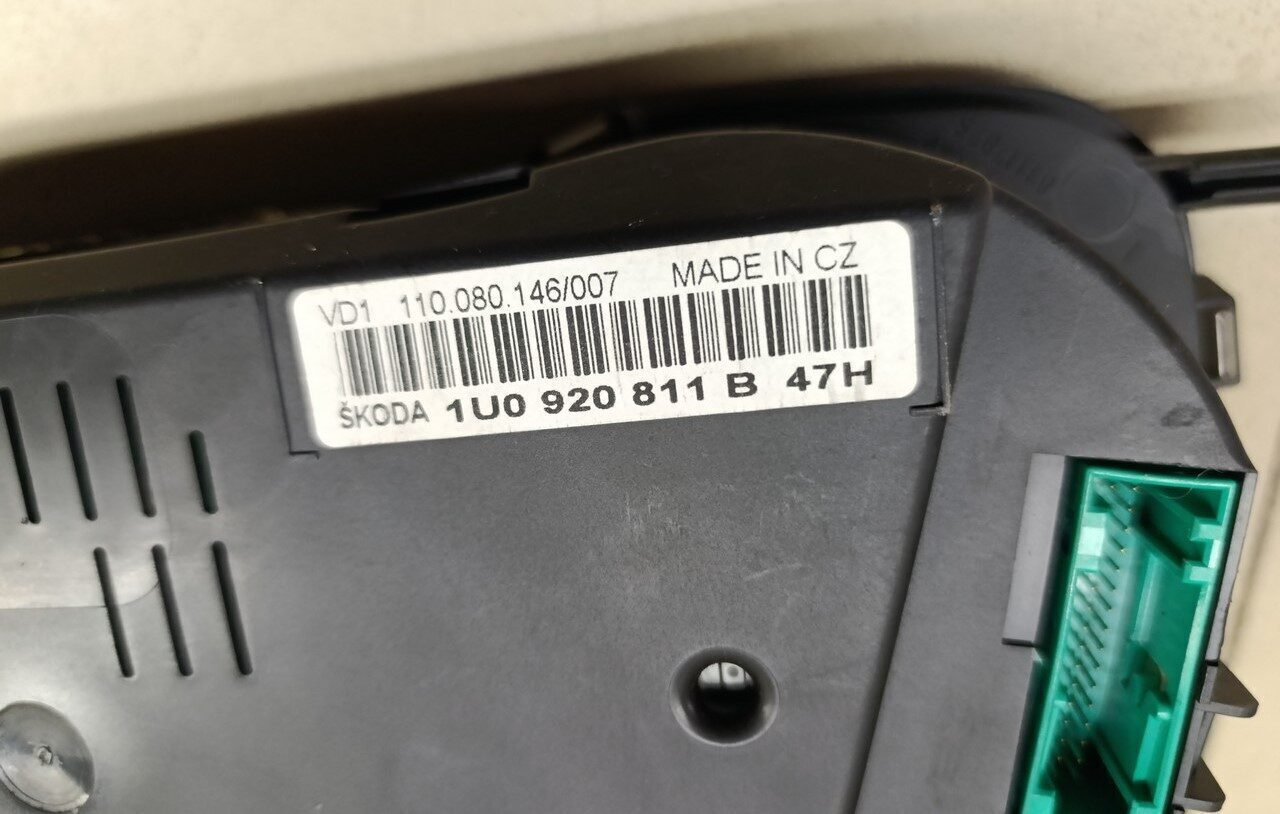 VD1 110.080.146/007 MADE IN CZ
ŠKODA 1U0 920 811 B 47H